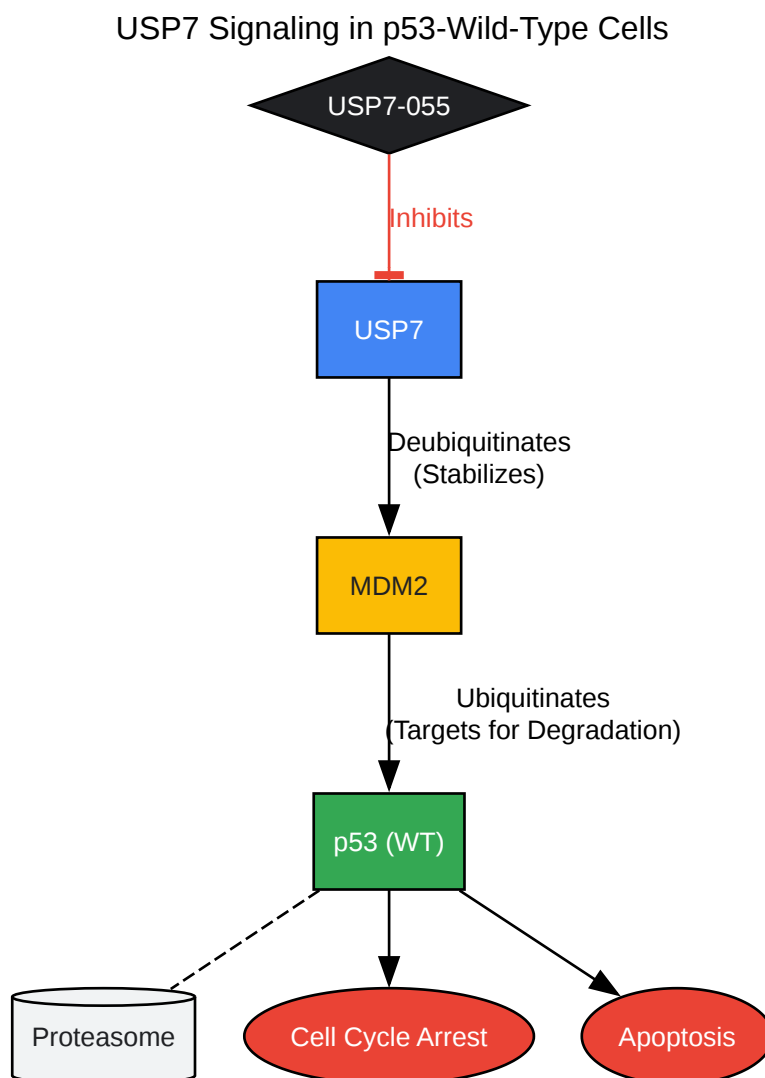 USP7 Signaling in p53-Wild-Type Cells
USP7-055
Inhibits
USP7
Deubiquitinates
(Stabilizes)
MDM2
Ubiquitinates
(Targets for Degradation)
p53 (WT)
Proteasome
Cell Cycle Arrest
Apoptosis